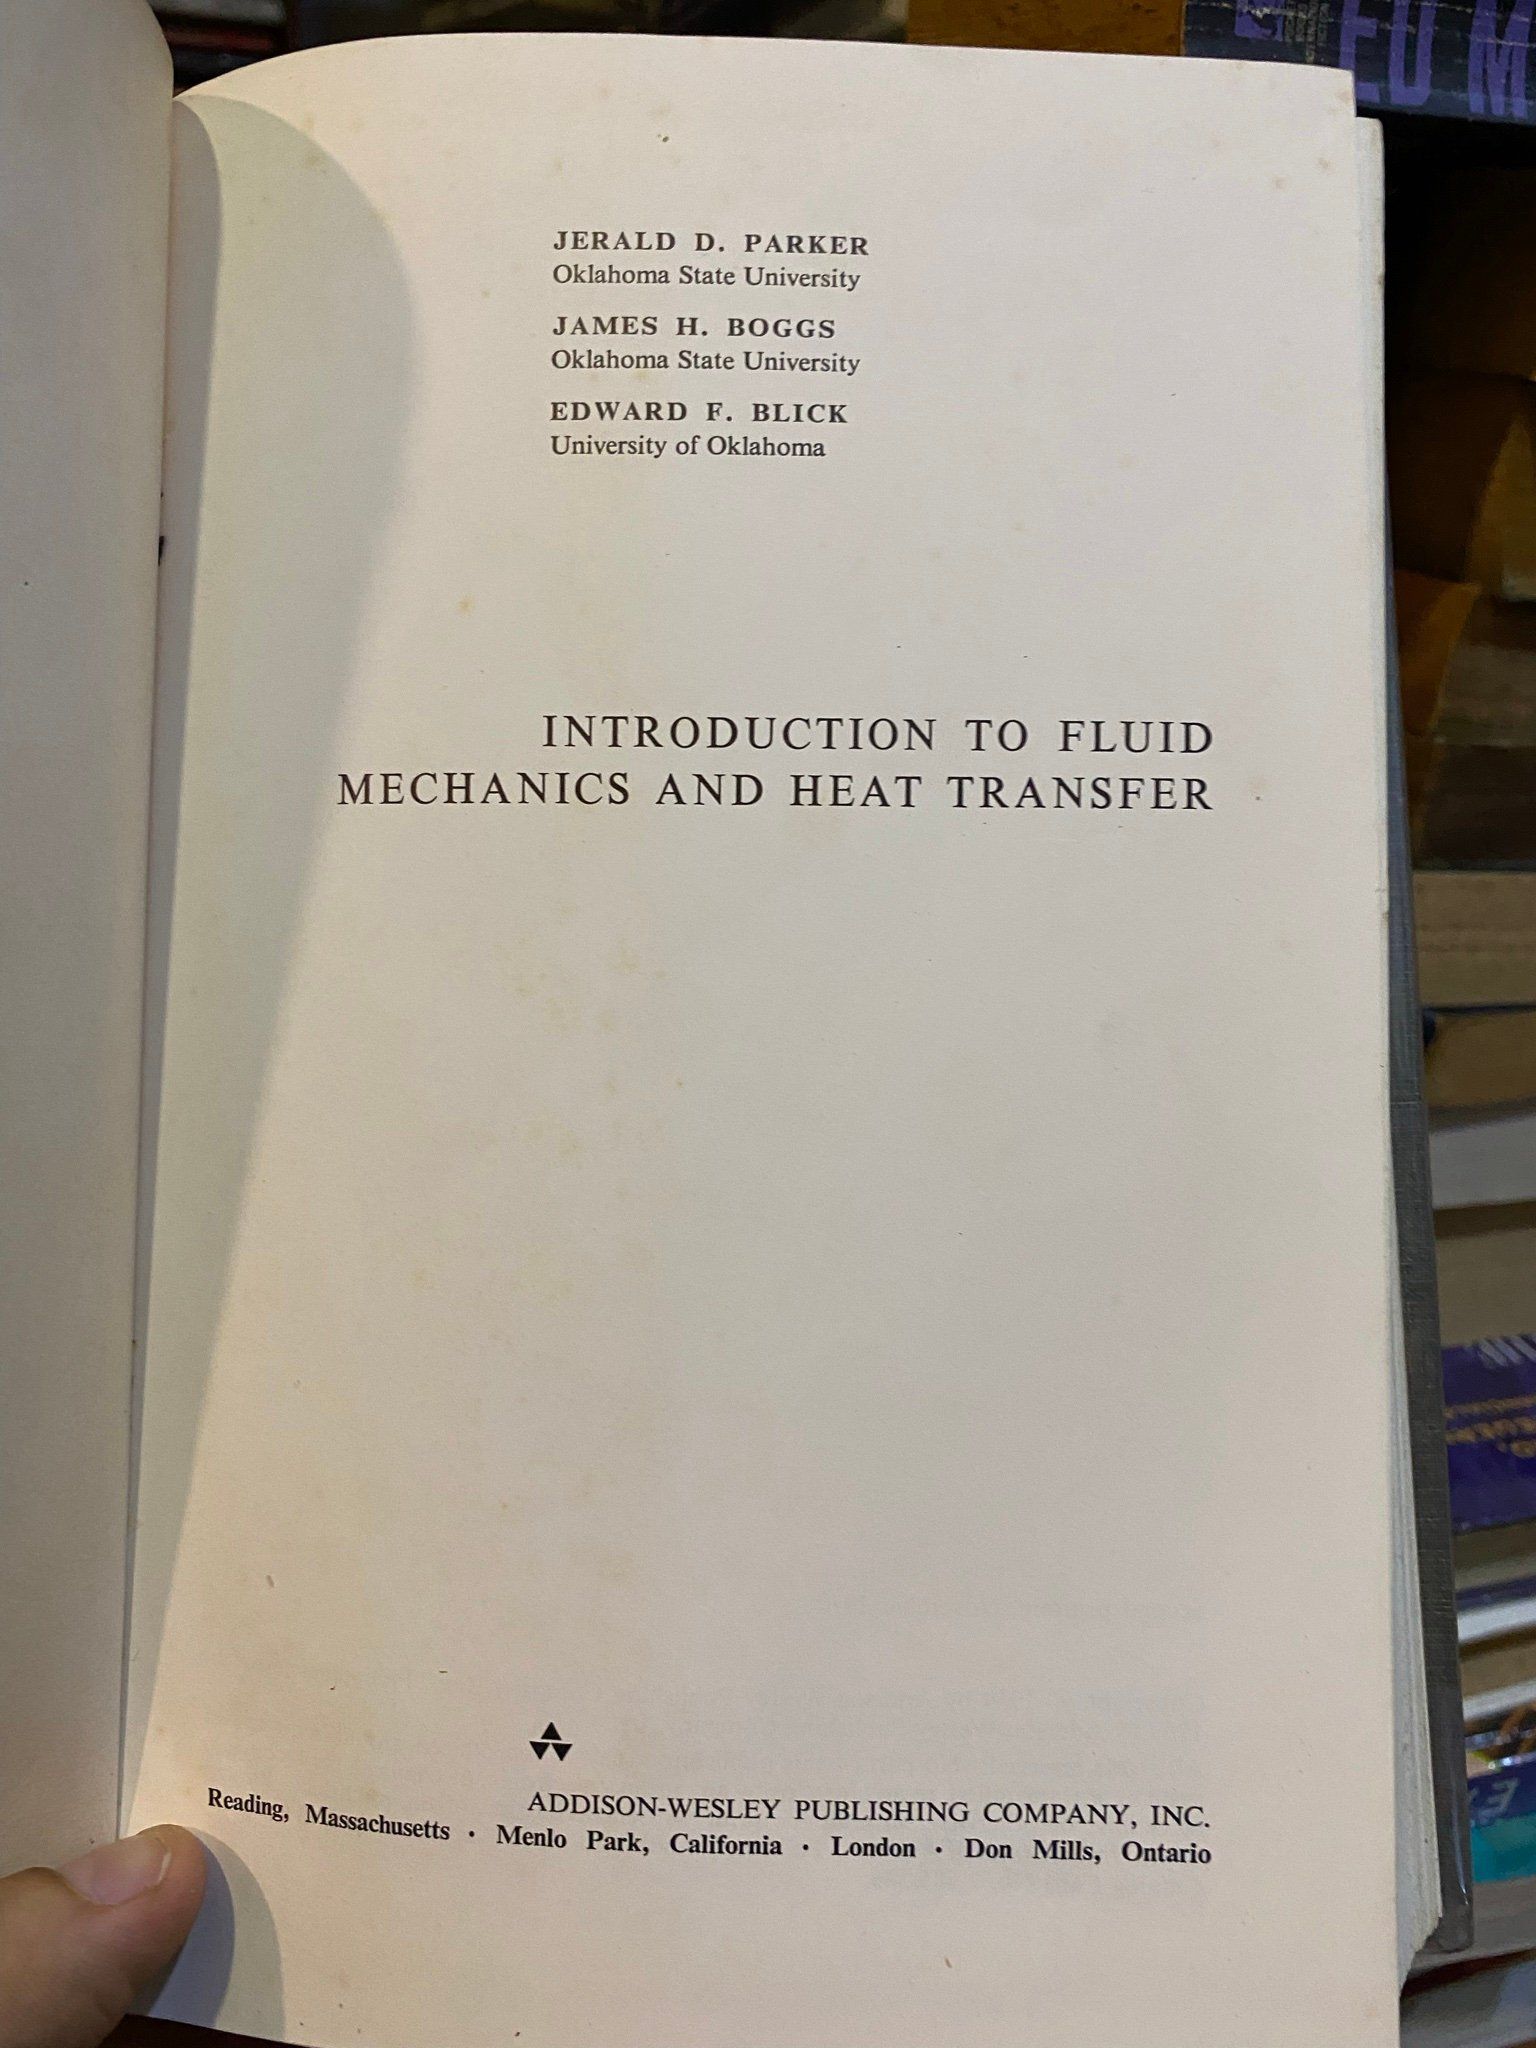 JERALD D. PARKER
Oklahoma State University
JAMES H. BOGGS
Oklahoma State University
EDWARD F. BLICK
University of Oklahoma
INTRODUCTION TO FLUID
MECHANICS AND HEAT TRANSFER
ADDISON-WESLEY PUBLISHING COMPANY, INC.
Reading, Massachusetts · Menlo Park, California · London · Don Mills, Ontario